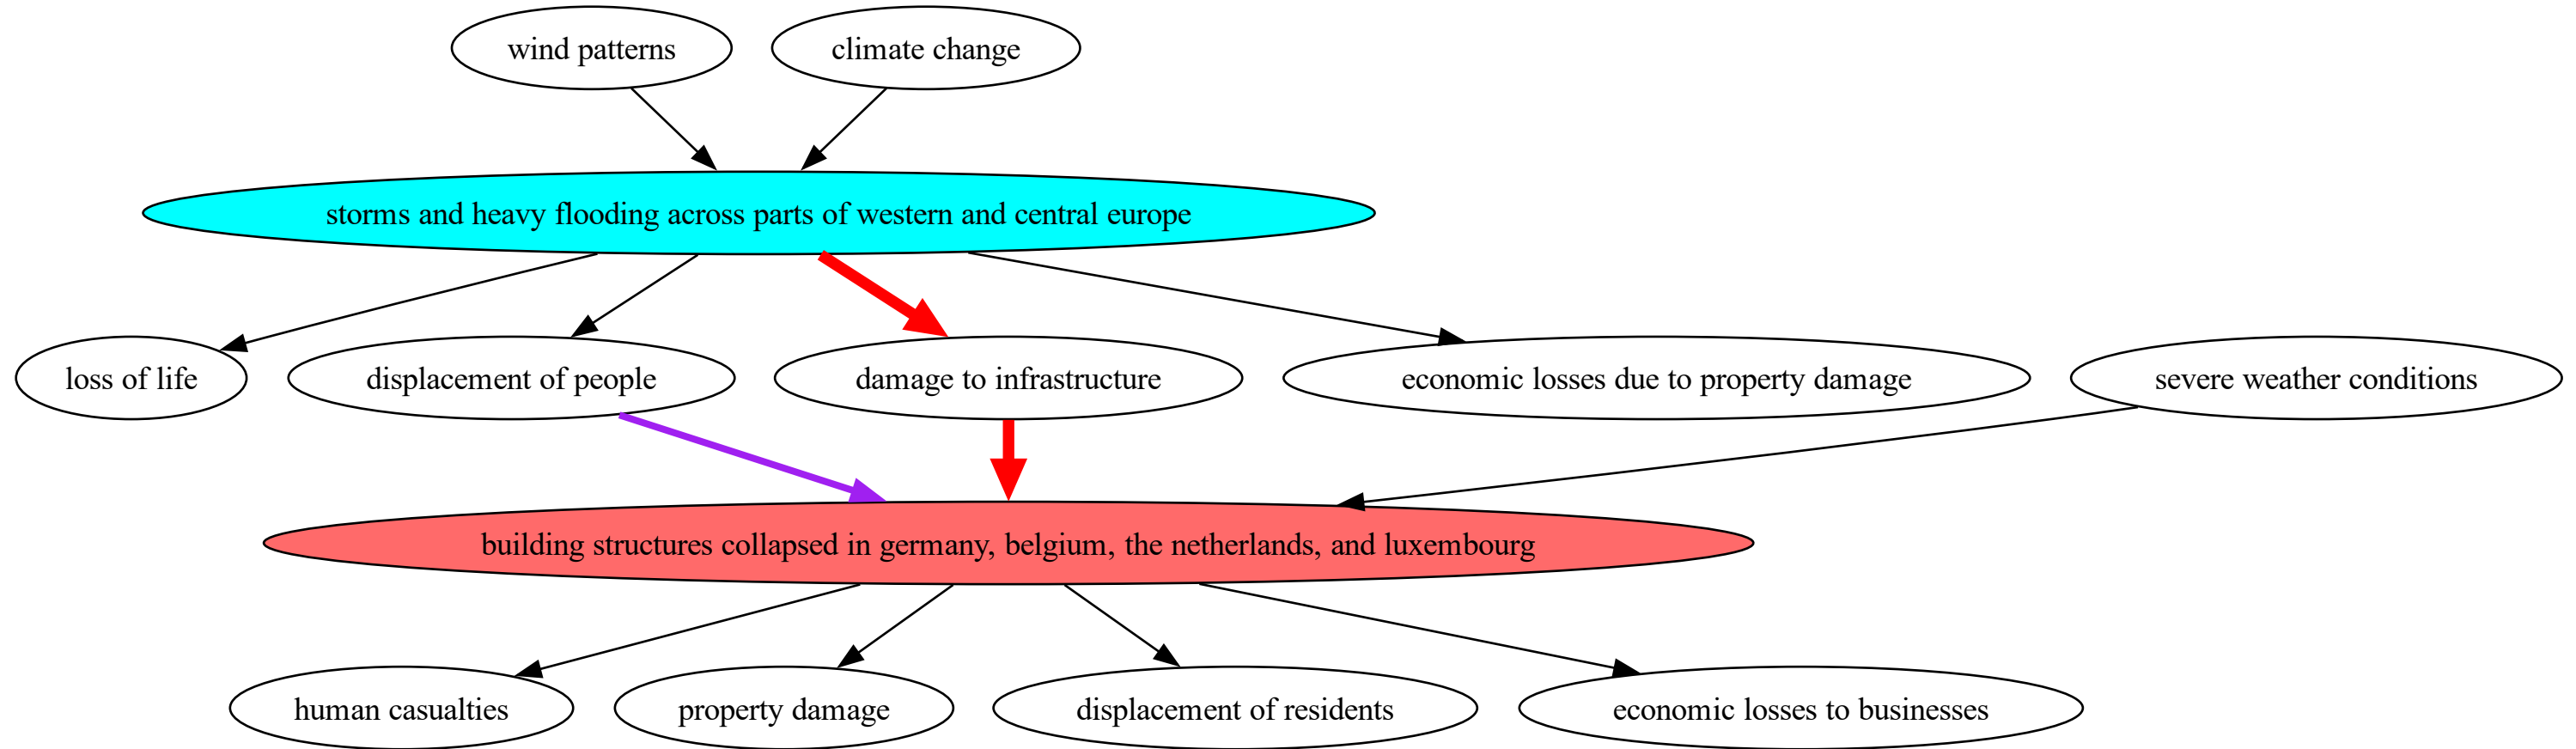 wind patterns
climate change
storms and heavy flooding across parts of western and central europe
loss of life
displacement of people
damage to infrastructure
economic losses due to property damage
severe weather conditions
building structures collapsed in germany, belgium, the netherlands, and luxembourg
human casualties
property damage
displacement of residents
economic losses to businesses